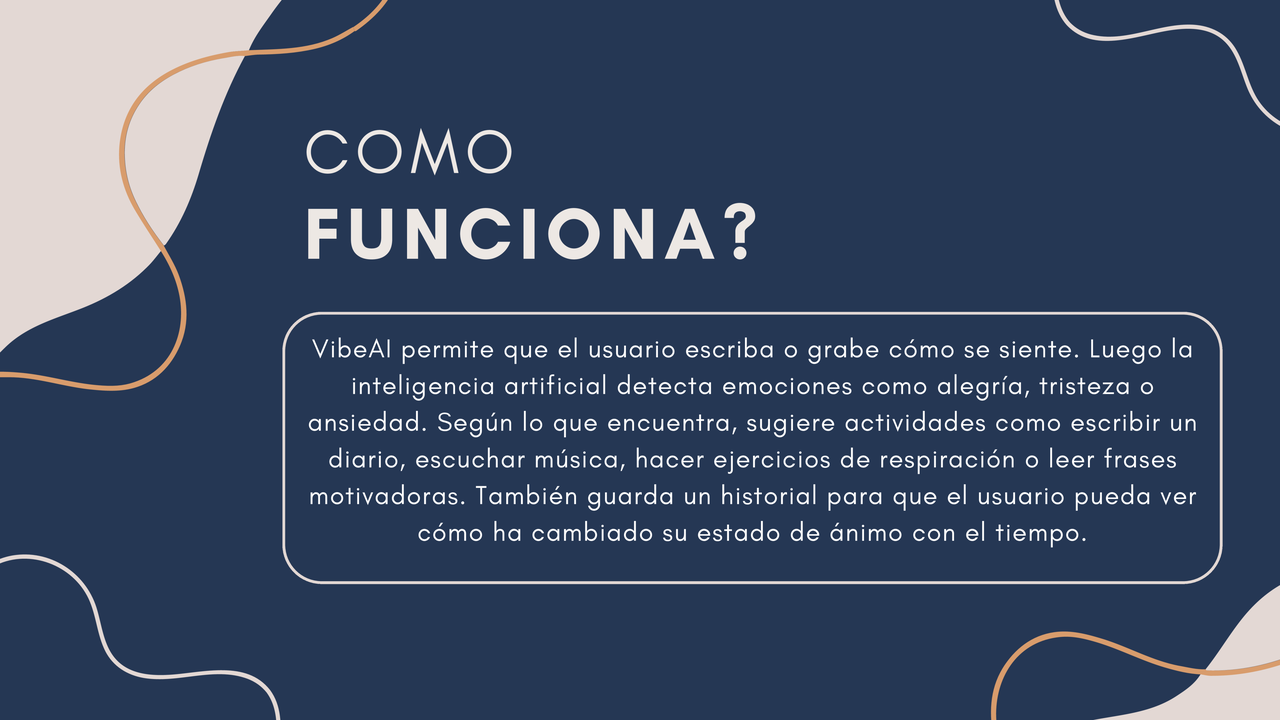 COMO
FUNCIONA?
VibeAI permite que el usuario escriba o grabe cómo se siente. Luego la
inteligencia artificial detecta emociones como alegría, tristeza o
ansiedad. Según lo que encuentra, sugiere actividades como escribir un
diario, escuchar música, hacer ejercicios de respiración o leer frases
motivadoras. También guarda un historial para que el usuario pueda ver
cómo ha cambiado su estado de ánimo con el tiempo.